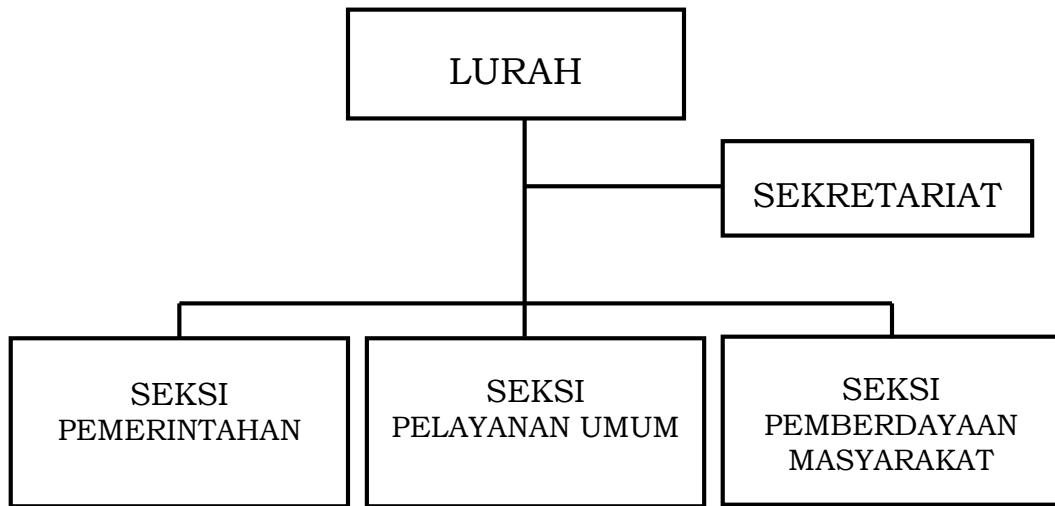 LURAH
SEKRETARIAT
SEKSI
PEMERINTAHAN
SEKSI
PELAYANAN UMUM
SEKSI
PEMBERDAYAAN
MASYARAKAT